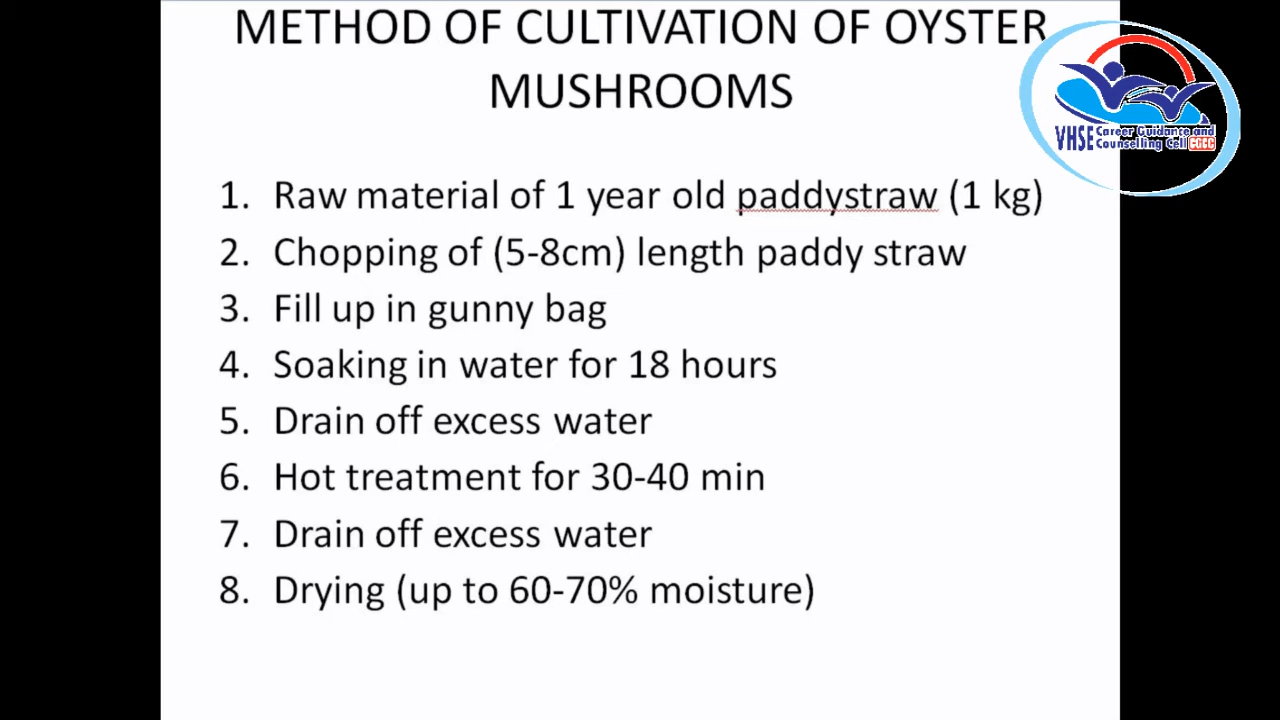 METHOD OF CULTIVATION OF OYSTER
MUSHROOMS
VHSE Career Guidance and
Counselling Cell CGCC
1. Raw material of 1 year old paddystraw (1 kg)
2. Chopping of (5-8cm) length paddy straw
3. Fill up in gunny bag
4. Soaking in water for 18 hours
5. Drain off excess water
6. Hot treatment for 30-40 min
7. Drain off excess water
8. Drying (up to 60-70% moisture)